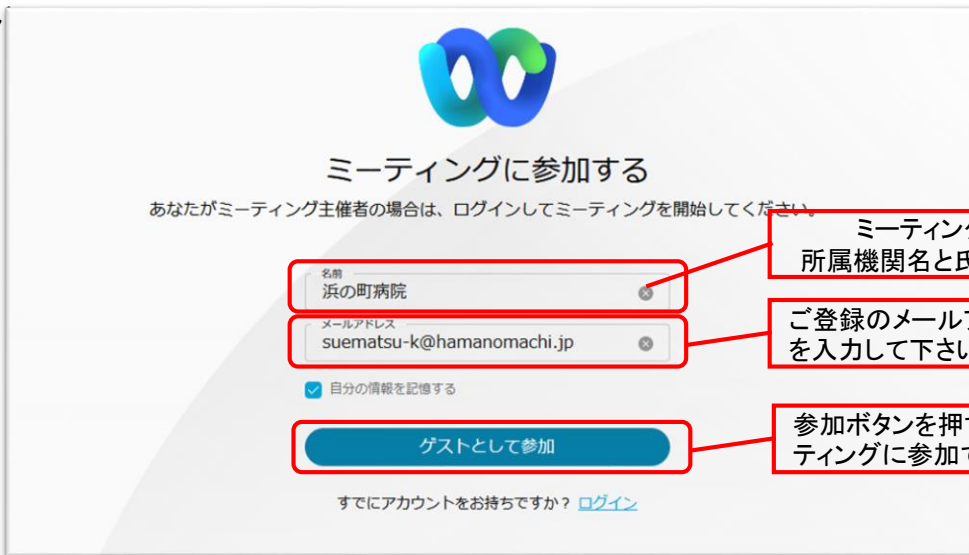 ミーティングに参加する
あなたがミーティング主催者の場合は、ログインしてミーティングを開始してください。
ミーティング
所属機関名と
名前
浜の町病院
ご登録のメール
を入力して下さい
メールアドレス
suematsu-k@hamanomachi.jp
自分の情報を記憶する
参加ボタンを押
ティングに参加
ゲストとして参加
すでにアカウントをお持ちですか？ ログイン